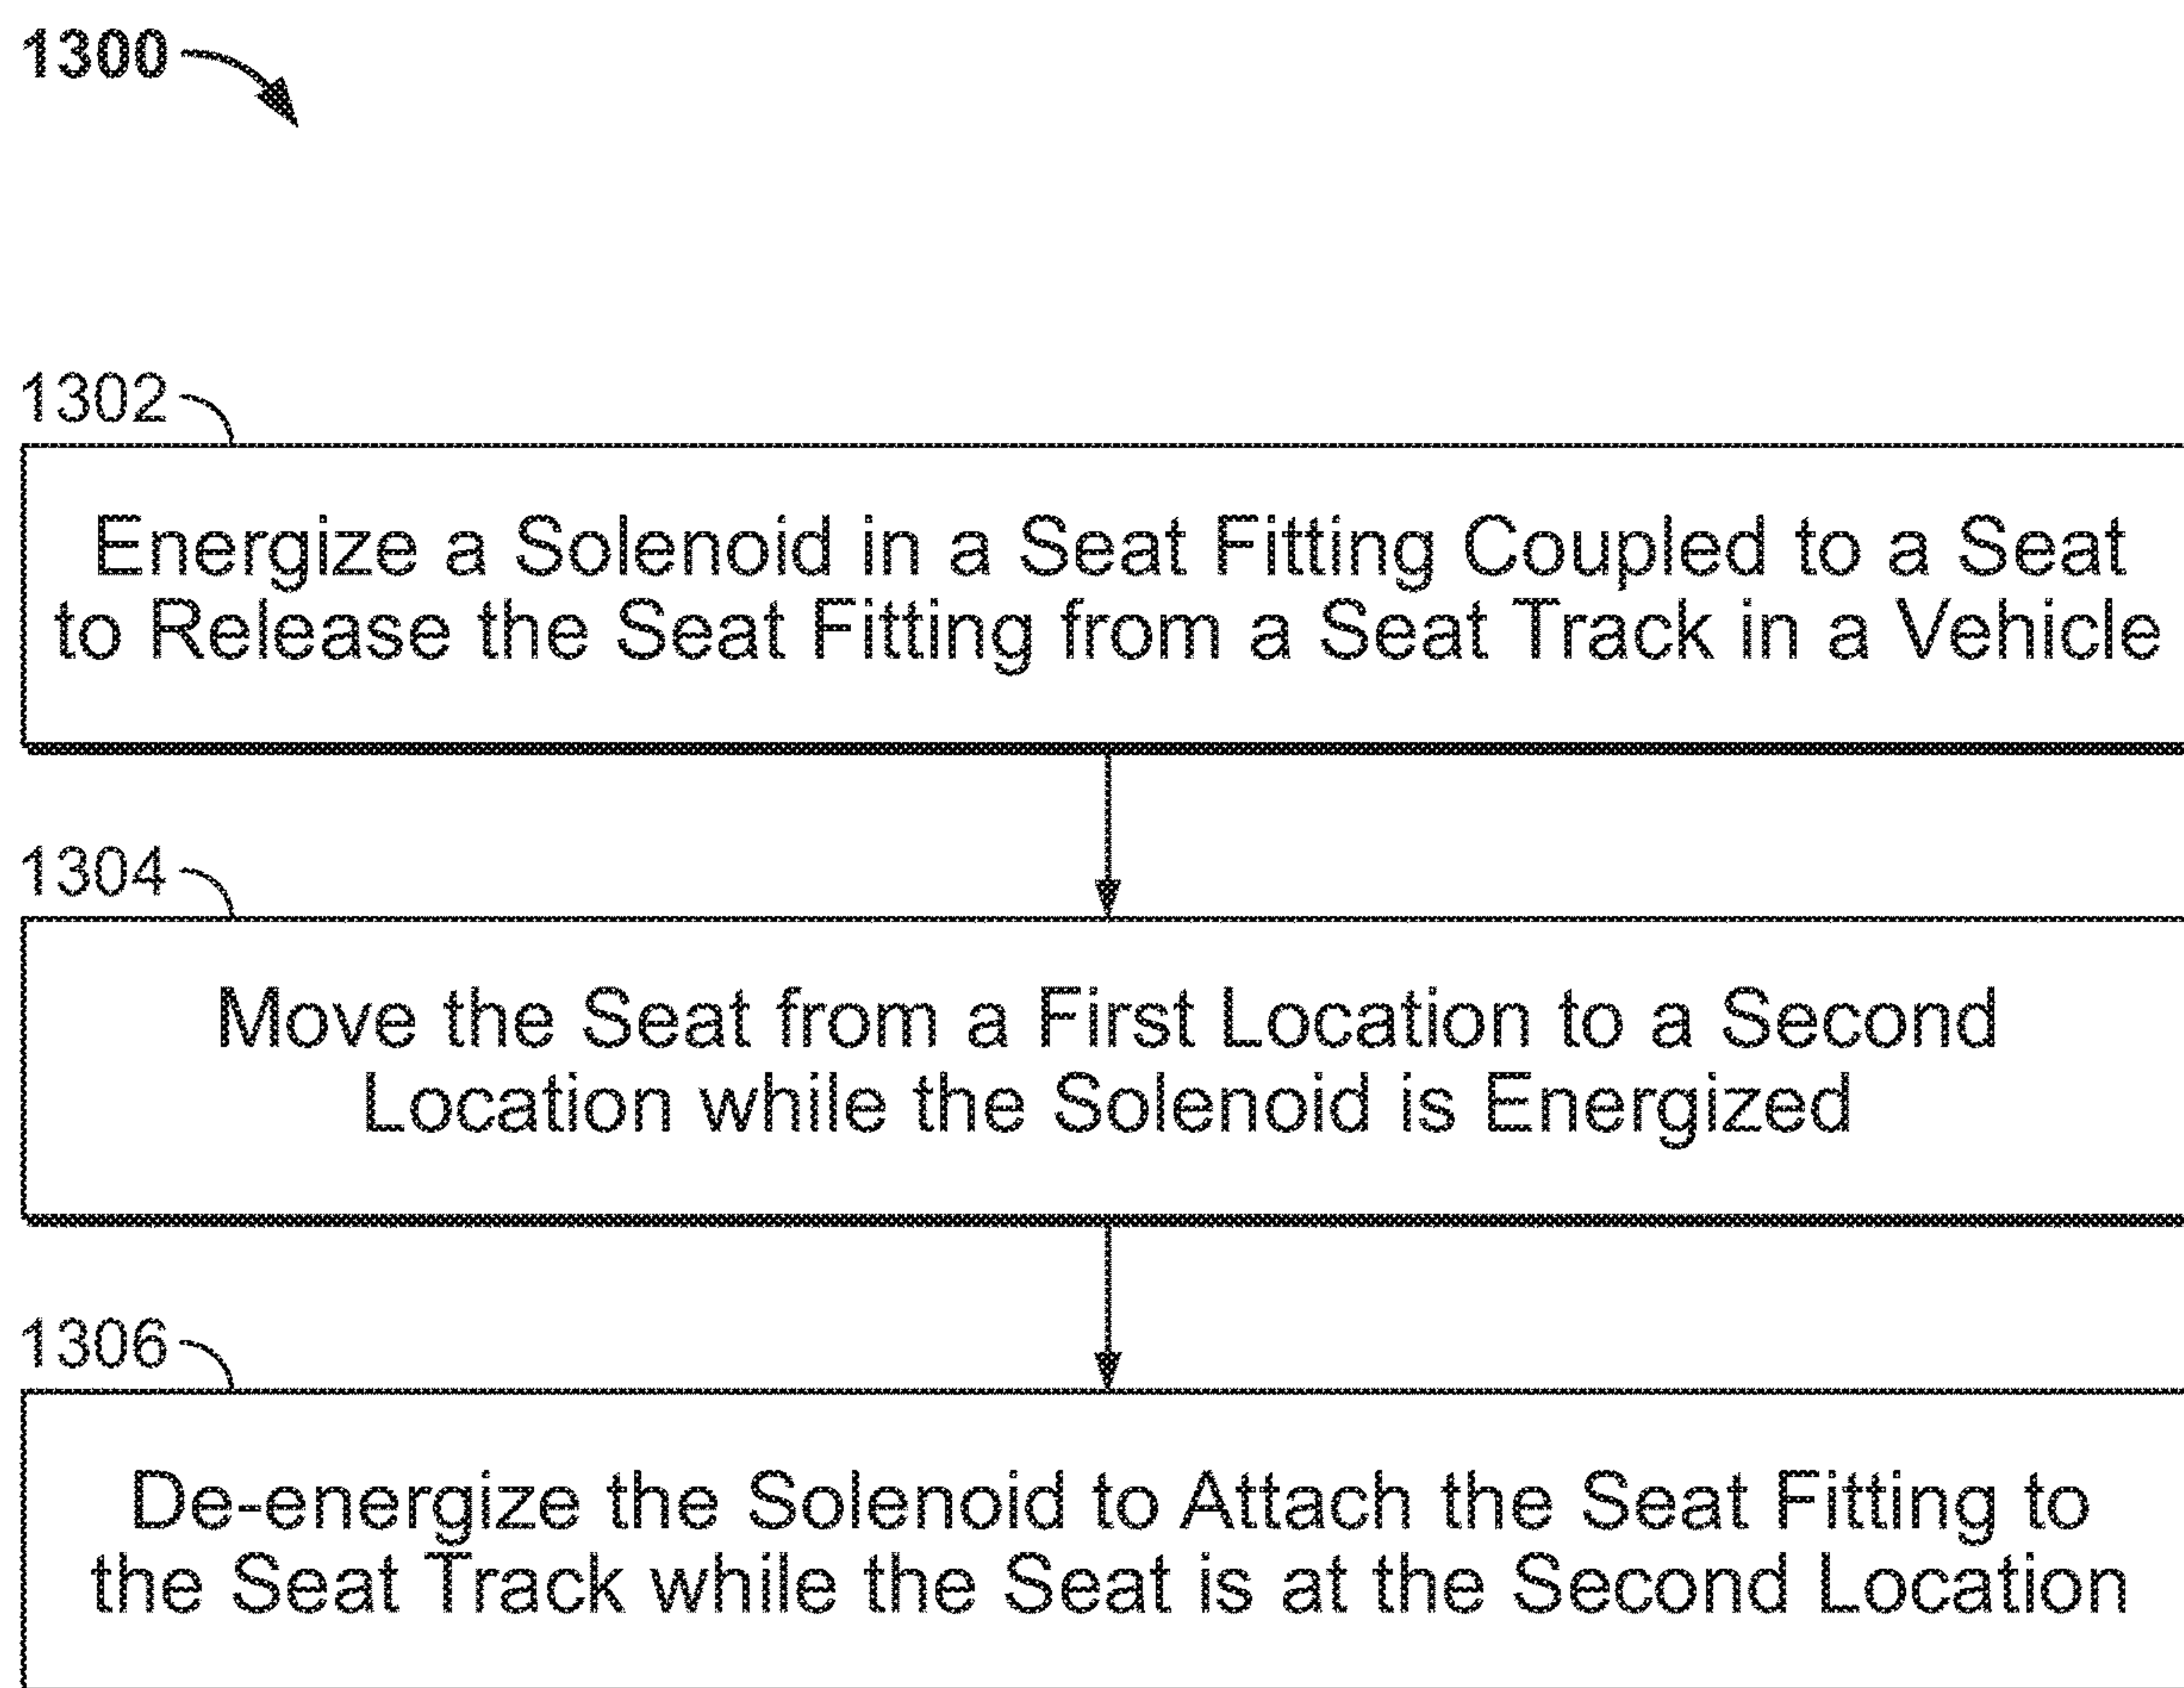 1300
1302
Energize a Solenoid in a Seat Fitting Coupled to a Seat
to Release the Seat Fitting from a Seat Track in a Vehicle
1304
Move the Seat from a First Location to a Second
Location while the Solenoid is Energized
1306
De-energize the Solenoid to Attach the Seat Fitting to
the Seat Track while the Seat is at the Second Location